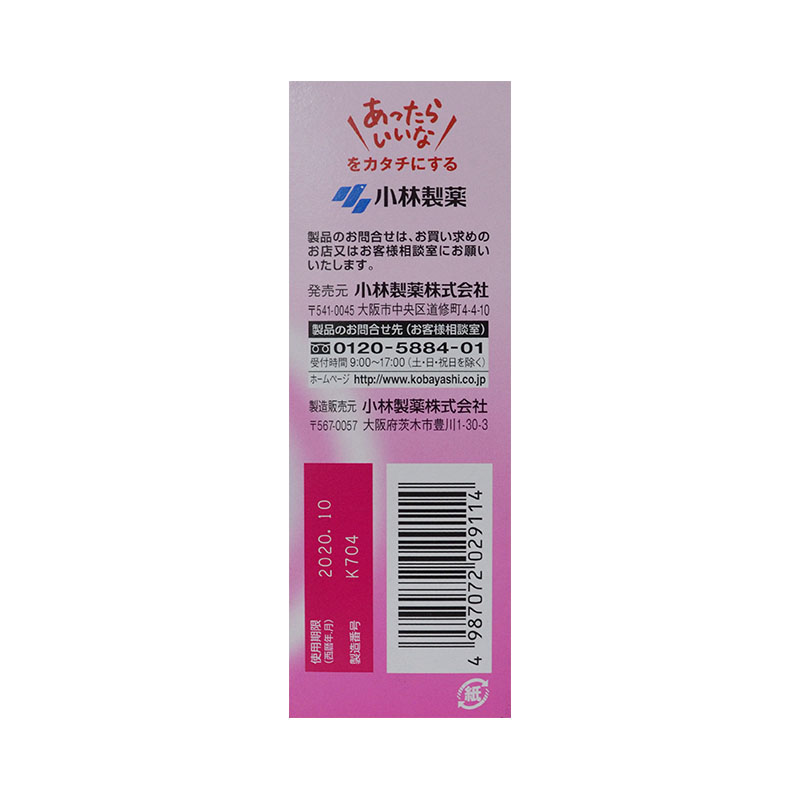 あったら
いいな
をカタチにする
小林製薬
製品のお問合せは、お買い求めの
お店又はお客様相談室にお願い
いたします。
発売元 小林製薬株式会社
〒541-0045 大阪市中央区道修町4-4-10
製品のお問合せ先(お客様相談室)
0120-5884-01
受付時間 9:00～17:00(土・日・祝日を除く)
ホームページ http://www.kobayashi.co.jp
製造販売元 小林製薬株式会社
〒567-0057 大阪府茨木市豊川1-30-3
使用期限 2020.10
(西暦年.月)
製造番号 K704
4 987072 029114
紙